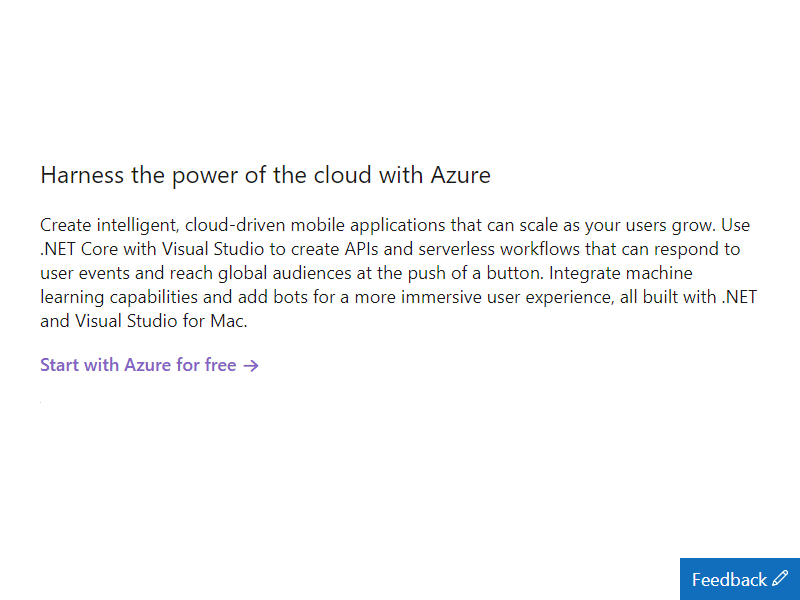 Harness the power of the cloud with Azure
Create intelligent, cloud-driven mobile applications that can scale as your users grow. Use
.NET Core with Visual Studio to create APIs and serverless workflows that can respond to
user events and reach global audiences at the push of a button. Integrate machine
learning capabilities and add bots for a more immersive user experience, all built with .NET
and Visual Studio for Mac.
Start with Azure for free
Feedback